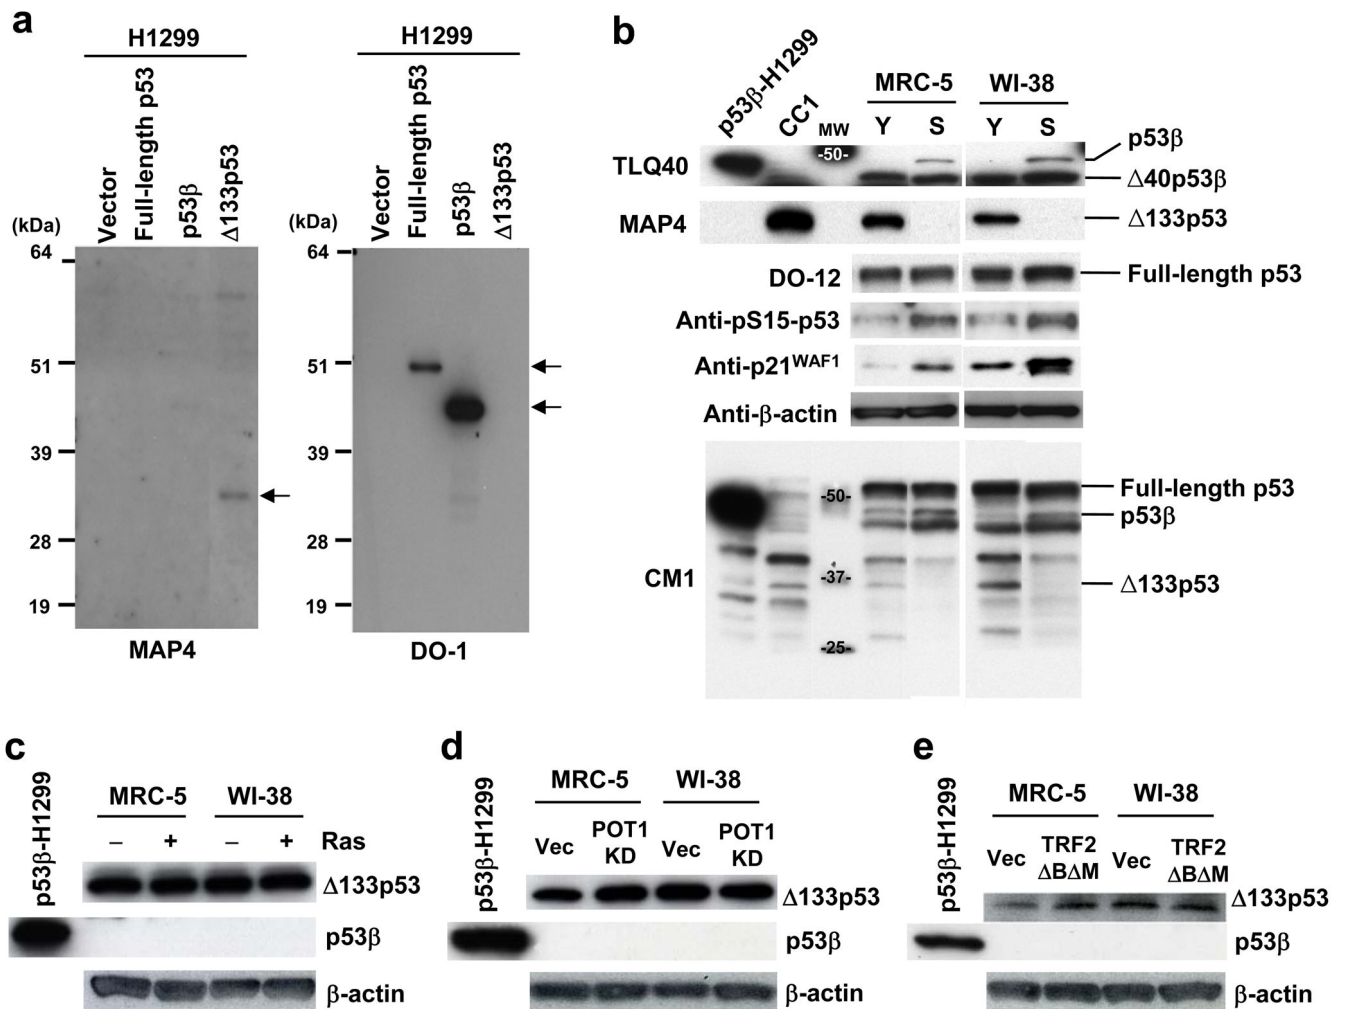 a
H1299
Vector
Full-length p53
p53β
Δ133p53
(kDa)
64
51
39
28
19
MAP4
H1299
Vector
Full-length p53
p53β
Δ133p53
(kDa)
64
51
39
28
19
DO-1
b
p53β-H1299
CC1
MW
MRC-5
WI-38
Y
S
Y
S
TLQ40
-50-
p53β
Δ40p53β
MAP4
Δ133p53
DO-12
Full-length p53
Anti-pS15-p53
Anti-p21WAF1
Anti-β-actin
CM1
-50-
-37-
-25-
Full-length p53
p53β
Δ133p53
c
p53β-H1299
MRC-5
WI-38
–
+
–
+
Ras
Δ133p53
p53β
β-actin
d
p53β-H1299
MRC-5
WI-38
Vec
POT1
KD
Vec
POT1
KD
Δ133p53
p53β
β-actin
e
p53β-H1299
MRC-5
WI-38
Vec
TRF2
ΔBΔM
Vec
TRF2
ΔBΔM
Δ133p53
p53β
β-actin